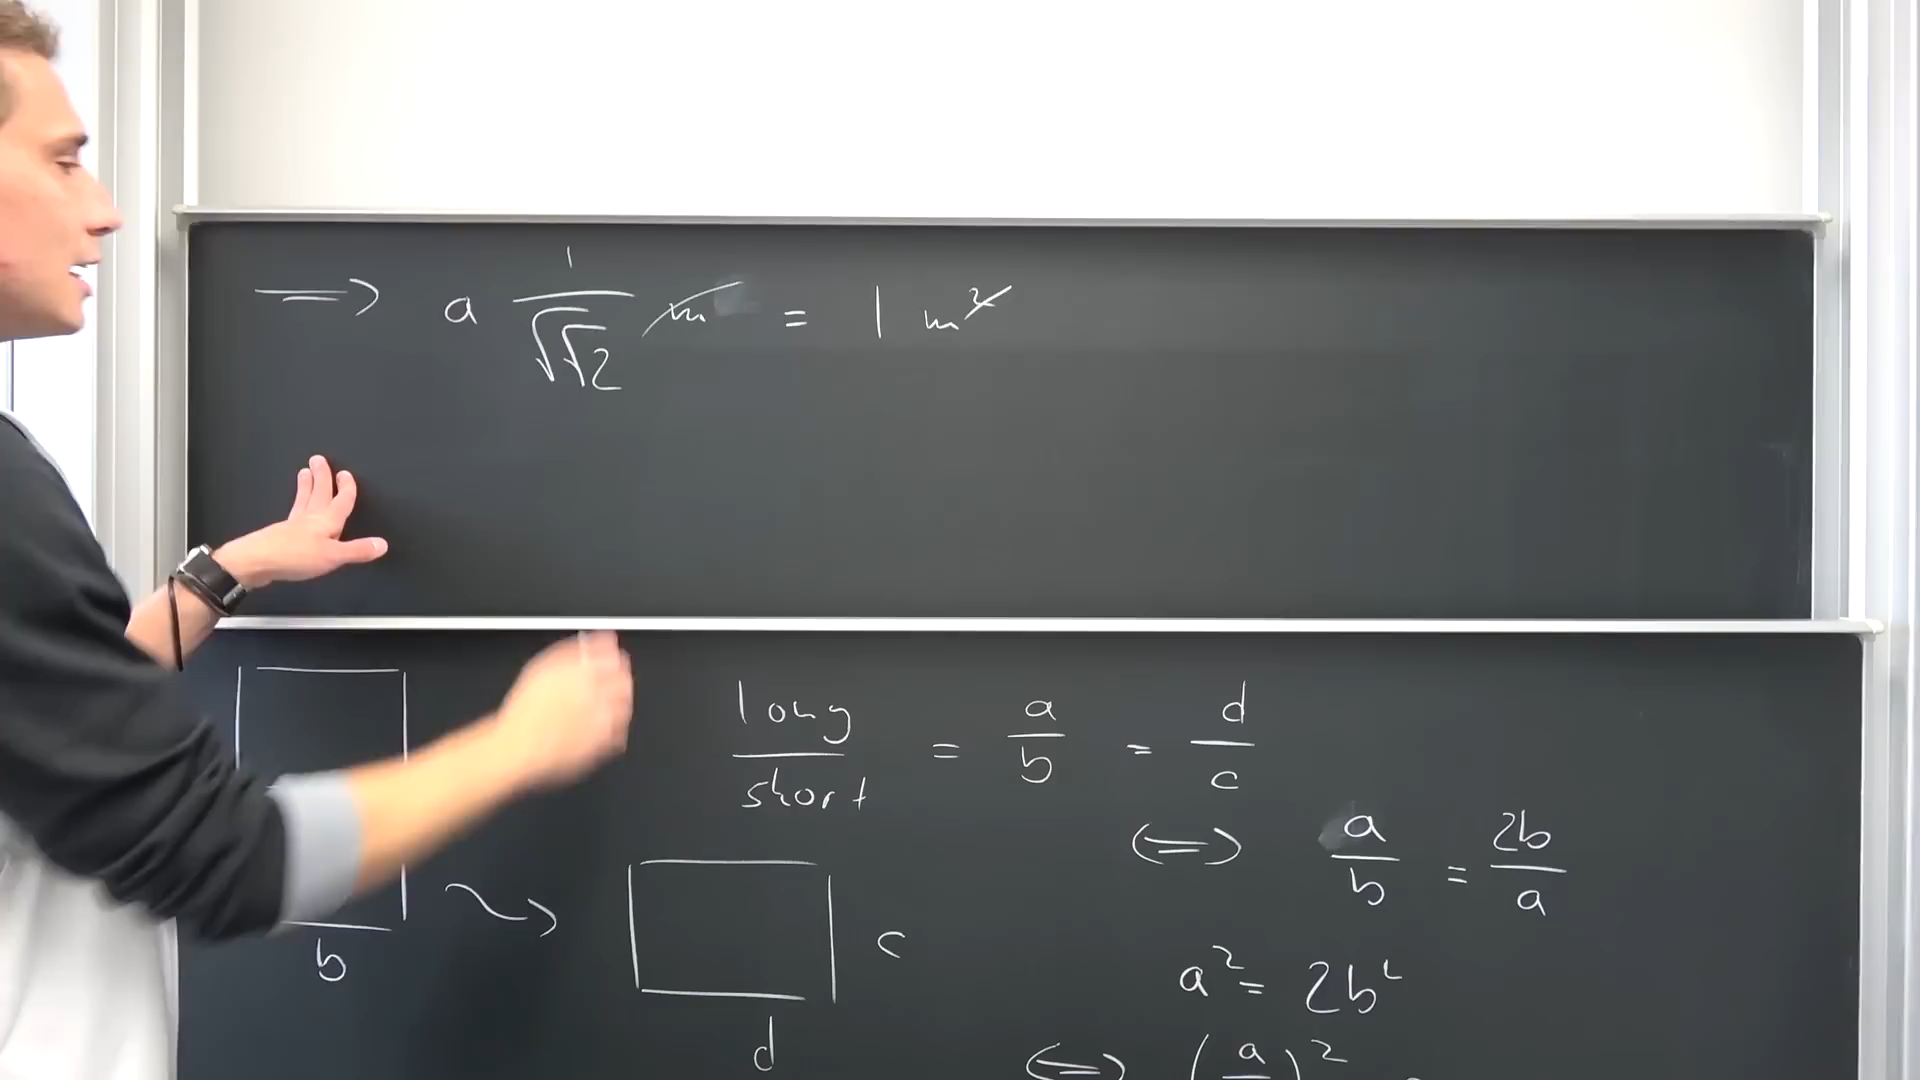 ⟹ a 1/√√2 m = 1 m²
long/short = a/b = d/c
⟺ a/b = 2b/a
b
c
a² = 2b²
d
⟺ (a
)²